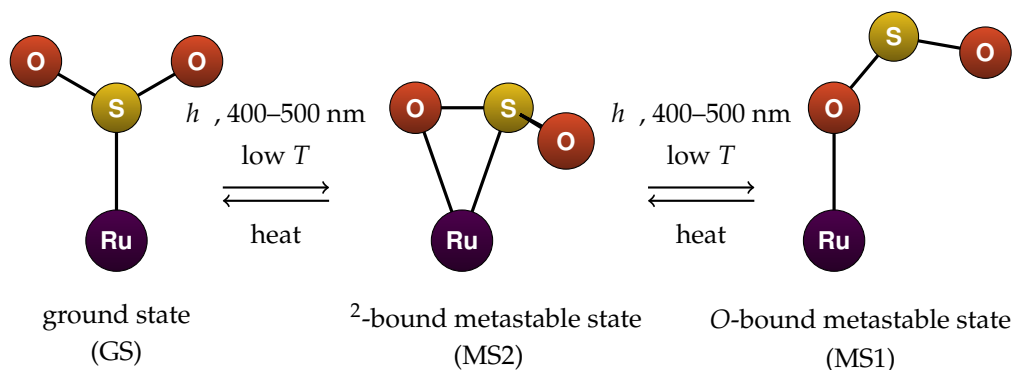 O O S O
S O S O O
h , 400–500 nm h , 400–500 nm
low T low T
Ru Ru Ru
heat heat
ground state ²-bound metastable state O-bound metastable state
(GS) (MS2) (MS1)